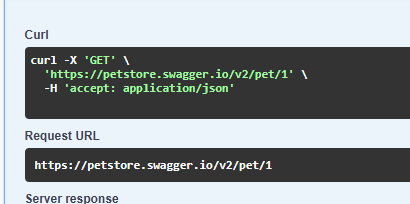 Curl
curl -X 'GET' \
'https://petstore.swagger.io/v2/pet/1' \
-H 'accept: application/json'
Request URL
https://petstore.swagger.io/v2/pet/1
Server response